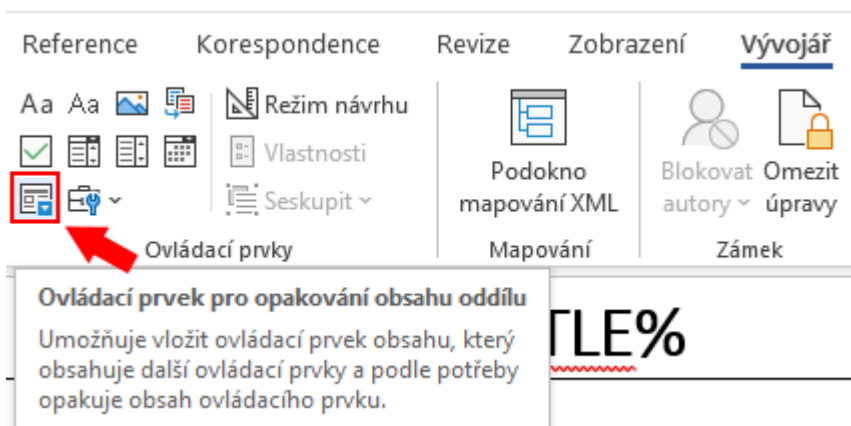 Reference Korespondence Revize Zobrazení Vývojář
Aa Aa Režim návrhu
Vlastnosti
Seskupit
Podokno
mapování XML
Blokovat
autory
Omezit
úpravy
Ovládací prvky Mapování Zámek
Ovládací prvek pro opakování obsahu oddílu
Umožňuje vložit ovládací prvek obsahu, který
obsahuje další ovládací prvky a podle potřeby
opakuje obsah ovládacího prvku.
TLE%